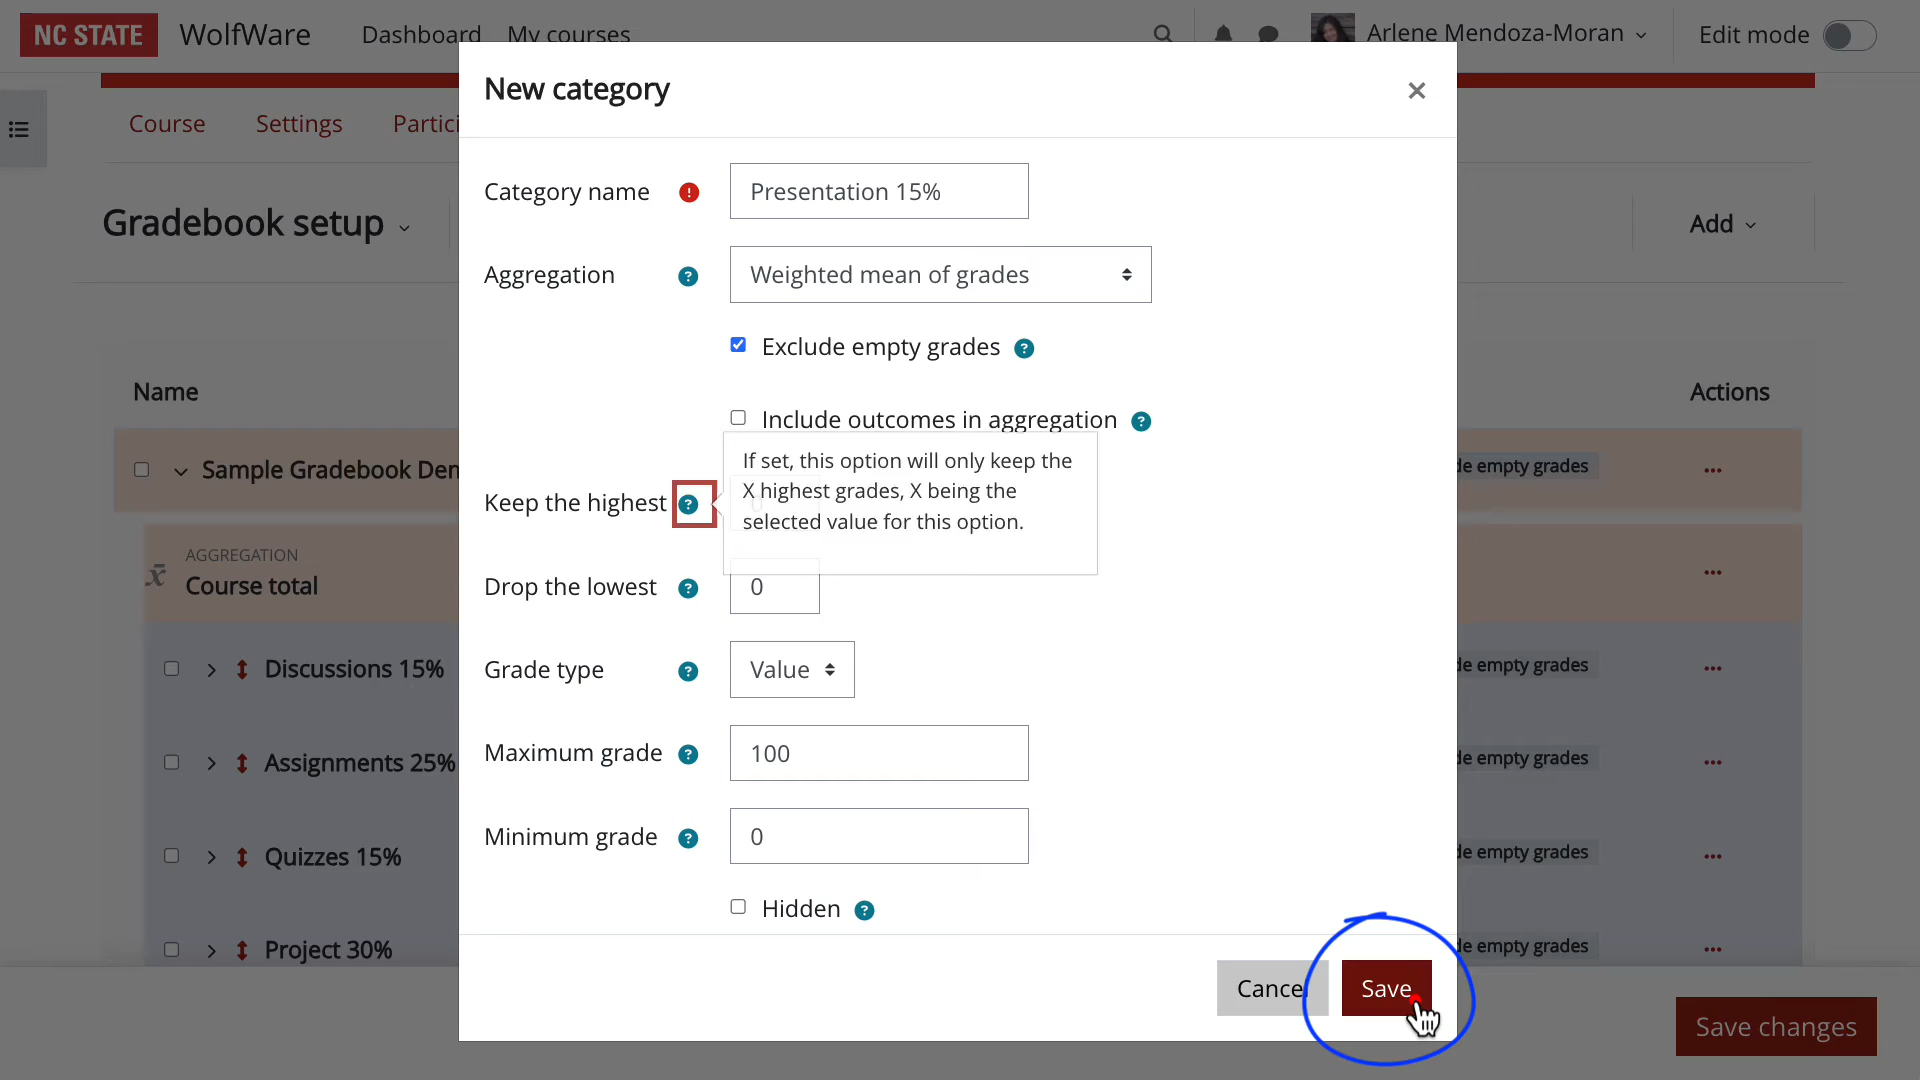 NC STATE WolfWare Dashboard My courses Arlene Mendoza-Moran Edit mode
New category
Course Settings Partici
Category name Presentation 15%
Gradebook setup Add
Aggregation Weighted mean of grades
Exclude empty grades
Name Actions
Include outcomes in aggregation
Sample Gradebook Den de empty grades
If set, this option will only keep the
X highest grades, X being the
selected value for this option.
Keep the highest 0
AGGREGATION
Course total
Drop the lowest 0
Discussions 15% de empty grades
Grade type Value
Assignments 25% de empty grades
Maximum grade 100
Minimum grade 0
Quizzes 15% de empty grades
Hidden
Project 30% de empty grades
Cancel Save
Save changes